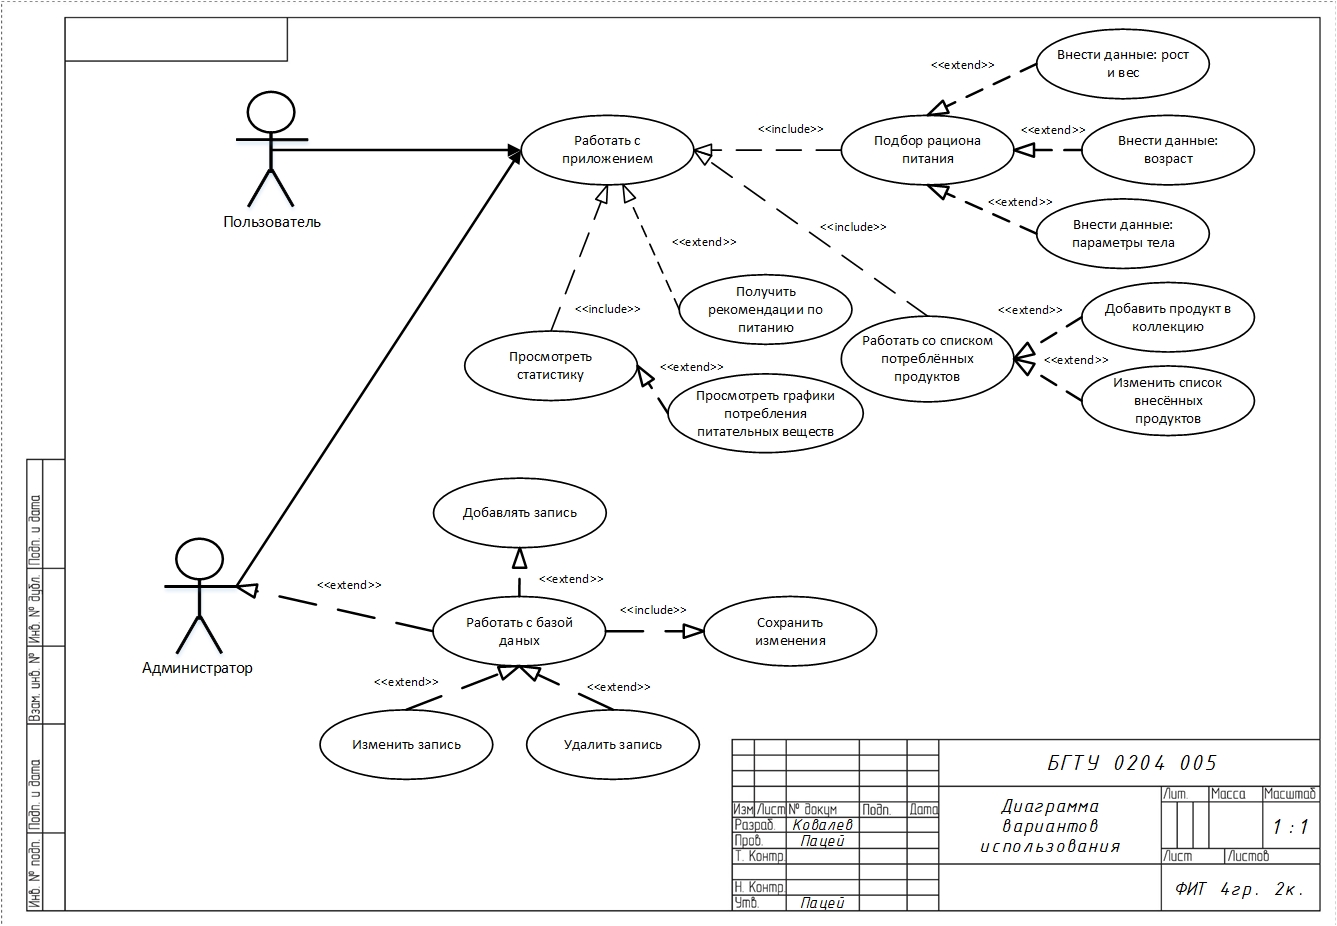 <<extend>>
Внести данные: рост
и вес
Пользователь
Работать с
приложением
<<include>>
Подбор рациона
питания
<<extend>>
Внести данные:
возраст
<<extend>>
Внести данные:
параметры тела
<<include>>
<<extend>>
<<include>>
Получить
рекомендации по
питанию
<<extend>>
Добавить продукт в
коллекцию
Работать со списком
потреблённых
продуктов
<<extend>>
Изменить список
внесённых
продуктов
Просмотреть
статистику
<<extend>>
Просмотреть графики
потребления
питательных веществ
Добавлять запись
<<extend>>
<<extend>>
Администратор
Работать с базой
даных
<<include>>
Сохранить
изменения
<<extend>>
<<extend>>
Изменить запись
Удалить запись
Подп. и дата
Инв. № дубл.
Взам. инв. №
Подп. и дата
Инв. № подл.
БГТУ 0204 005
Изм Лист № докум Подп. Дата
Разраб. Ковалев
Пров. Пацей
Т. Контр.
Н. Контр.
Утв. Пацей
Диаграмма
вариантов
использования
Лит. Масса Масштаб
1 : 1
Лист Листов
ФИТ 4гр. 2к.